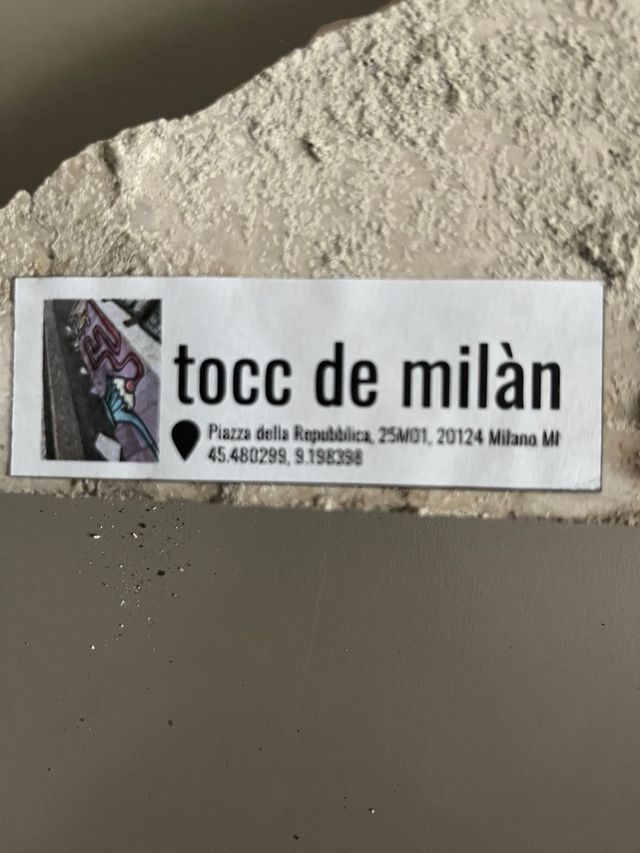 tocc de milàn
Piazza della Repubblica, 25M01, 20124 Milano MI
45.480299, 9.198398